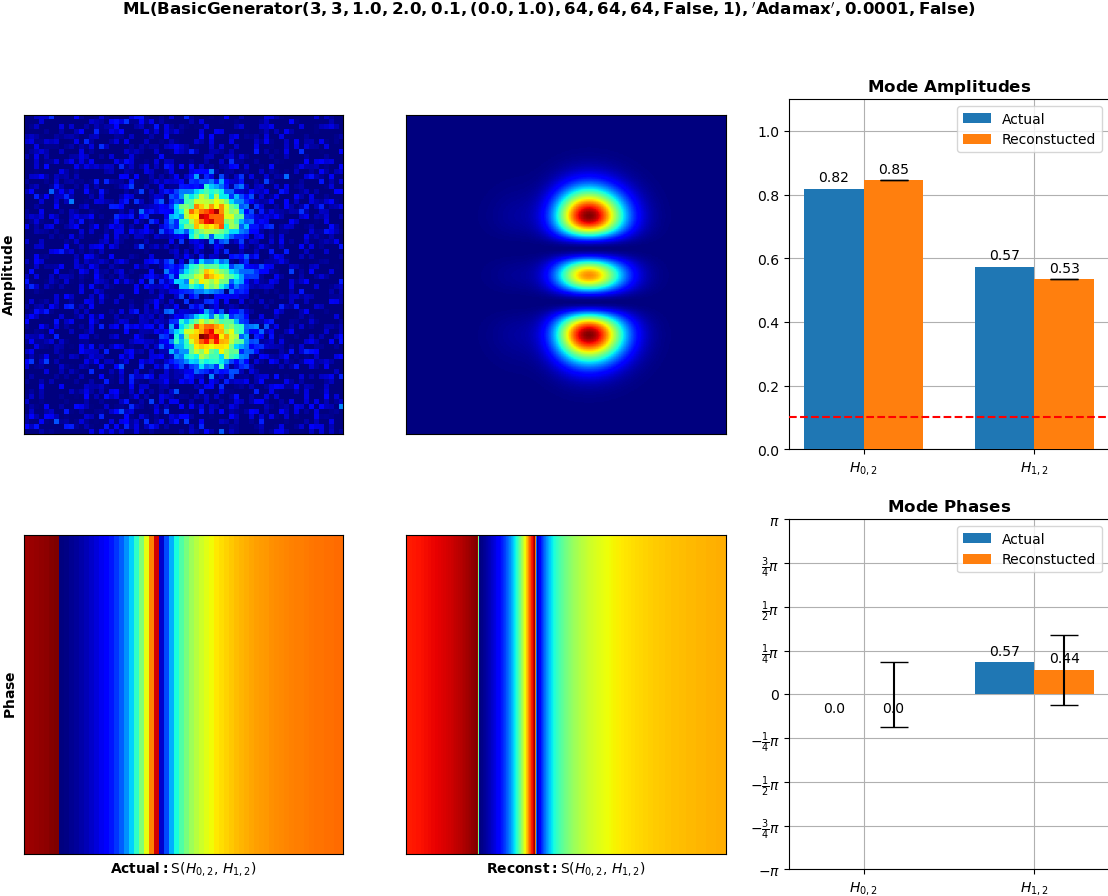 ML(BasicGenerator(3, 3, 1.0, 2.0, 0.1, (0.0, 1.0), 64, 64, 64, False, 1), ′Adamax′, 0.0001, False)
Amplitude
Mode Amplitudes
Actual
Reconstucted
1.0
0.8
0.6
0.4
0.2
0.0
0.82
0.85
0.57
0.53
H0, 2
H1, 2
Phase
Actual: S(H0, 2, H1, 2)
Reconst: S(H0, 2, H1, 2)
Mode Phases
Actual
Reconstucted
π
3/4π
1/2π
1/4π
0
−1/4π
−1/2π
−3/4π
−π
0.0
0.0
0.57
0.44
H0, 2
H1, 2